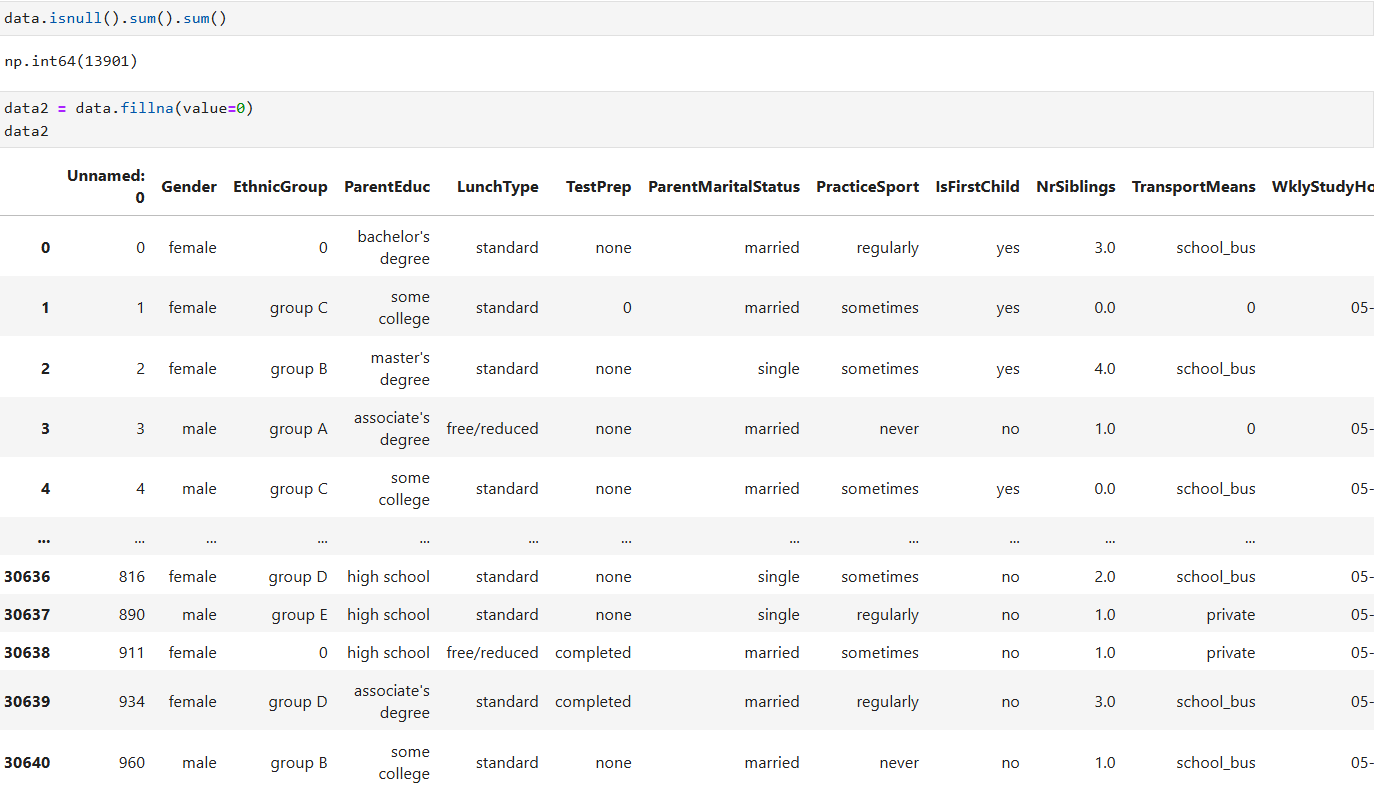 data.isnull().sum().sum()
np.int64(13901)
data2 = data.fillna(value=0)
data2
Unnamed: 0 Gender EthnicGroup ParentEduc LunchType TestPrep ParentMaritalStatus PracticeSport IsFirstChild NrSiblings TransportMeans WklyStudyHo
0 0 female 0 bachelor's degree standard none married regularly yes 3.0 school_bus
1 1 female group C some college standard 0 married sometimes yes 0.0 0 05-
2 2 female group B master's degree standard none single sometimes yes 4.0 school_bus
3 3 male group A associate's degree free/reduced none married never no 1.0 0 05-
4 4 male group C some college standard none married sometimes yes 0.0 school_bus 05-
... ... ... ... ... ... ... ... ... ... ... ...
30636 816 female group D high school standard none single sometimes no 2.0 school_bus 05-
30637 890 male group E high school standard none single regularly no 1.0 private 05-
30638 911 female 0 high school free/reduced completed married sometimes no 1.0 private 05-
30639 934 female group D associate's degree standard completed married regularly no 3.0 school_bus 05-
30640 960 male group B some college standard none married never no 1.0 school_bus 05-